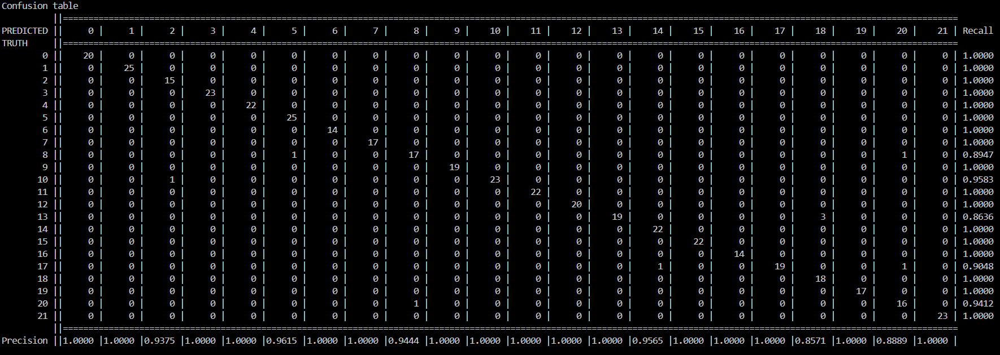 Confusion table
||================================================================================================================================================================================
PREDICTED || 0 | 1 | 2 | 3 | 4 | 5 | 6 | 7 | 8 | 9 | 10 | 11 | 12 | 13 | 14 | 15 | 16 | 17 | 18 | 19 | 20 | 21 | Recall
TRUTH ||================================================================================================================================================================================
0 || 20 | 0 | 0 | 0 | 0 | 0 | 0 | 0 | 0 | 0 | 0 | 0 | 0 | 0 | 0 | 0 | 0 | 0 | 0 | 0 | 0 | 0 | 1.0000
1 || 0 | 25 | 0 | 0 | 0 | 0 | 0 | 0 | 0 | 0 | 0 | 0 | 0 | 0 | 0 | 0 | 0 | 0 | 0 | 0 | 0 | 0 | 1.0000
2 || 0 | 0 | 15 | 0 | 0 | 0 | 0 | 0 | 0 | 0 | 0 | 0 | 0 | 0 | 0 | 0 | 0 | 0 | 0 | 0 | 0 | 0 | 1.0000
3 || 0 | 0 | 0 | 23 | 0 | 0 | 0 | 0 | 0 | 0 | 0 | 0 | 0 | 0 | 0 | 0 | 0 | 0 | 0 | 0 | 0 | 0 | 1.0000
4 || 0 | 0 | 0 | 0 | 22 | 0 | 0 | 0 | 0 | 0 | 0 | 0 | 0 | 0 | 0 | 0 | 0 | 0 | 0 | 0 | 0 | 0 | 1.0000
5 || 0 | 0 | 0 | 0 | 0 | 25 | 0 | 0 | 0 | 0 | 0 | 0 | 0 | 0 | 0 | 0 | 0 | 0 | 0 | 0 | 0 | 0 | 1.0000
6 || 0 | 0 | 0 | 0 | 0 | 0 | 14 | 0 | 0 | 0 | 0 | 0 | 0 | 0 | 0 | 0 | 0 | 0 | 0 | 0 | 0 | 0 | 1.0000
7 || 0 | 0 | 0 | 0 | 0 | 0 | 0 | 17 | 0 | 0 | 0 | 0 | 0 | 0 | 0 | 0 | 0 | 0 | 0 | 0 | 0 | 0 | 1.0000
8 || 0 | 0 | 0 | 0 | 0 | 1 | 0 | 0 | 17 | 0 | 0 | 0 | 0 | 0 | 0 | 0 | 0 | 0 | 0 | 0 | 1 | 0 | 0.8947
9 || 0 | 0 | 0 | 0 | 0 | 0 | 0 | 0 | 0 | 19 | 0 | 0 | 0 | 0 | 0 | 0 | 0 | 0 | 0 | 0 | 0 | 0 | 1.0000
10 || 0 | 0 | 1 | 0 | 0 | 0 | 0 | 0 | 0 | 0 | 23 | 0 | 0 | 0 | 0 | 0 | 0 | 0 | 0 | 0 | 0 | 0 | 0.9583
11 || 0 | 0 | 0 | 0 | 0 | 0 | 0 | 0 | 0 | 0 | 0 | 22 | 0 | 0 | 0 | 0 | 0 | 0 | 0 | 0 | 0 | 0 | 1.0000
12 || 0 | 0 | 0 | 0 | 0 | 0 | 0 | 0 | 0 | 0 | 0 | 0 | 20 | 0 | 0 | 0 | 0 | 0 | 0 | 0 | 0 | 0 | 1.0000
13 || 0 | 0 | 0 | 0 | 0 | 0 | 0 | 0 | 0 | 0 | 0 | 0 | 0 | 19 | 0 | 0 | 0 | 0 | 3 | 0 | 0 | 0 | 0.8636
14 || 0 | 0 | 0 | 0 | 0 | 0 | 0 | 0 | 0 | 0 | 0 | 0 | 0 | 0 | 22 | 0 | 0 | 0 | 0 | 0 | 0 | 0 | 1.0000
15 || 0 | 0 | 0 | 0 | 0 | 0 | 0 | 0 | 0 | 0 | 0 | 0 | 0 | 0 | 0 | 22 | 0 | 0 | 0 | 0 | 0 | 0 | 1.0000
16 || 0 | 0 | 0 | 0 | 0 | 0 | 0 | 0 | 0 | 0 | 0 | 0 | 0 | 0 | 0 | 0 | 14 | 0 | 0 | 0 | 0 | 0 | 1.0000
17 || 0 | 0 | 0 | 0 | 0 | 0 | 0 | 0 | 0 | 0 | 0 | 0 | 0 | 0 | 1 | 0 | 0 | 19 | 0 | 0 | 1 | 0 | 0.9048
18 || 0 | 0 | 0 | 0 | 0 | 0 | 0 | 0 | 0 | 0 | 0 | 0 | 0 | 0 | 0 | 0 | 0 | 0 | 18 | 0 | 0 | 0 | 1.0000
19 || 0 | 0 | 0 | 0 | 0 | 0 | 0 | 0 | 0 | 0 | 0 | 0 | 0 | 0 | 0 | 0 | 0 | 0 | 0 | 17 | 0 | 0 | 1.0000
20 || 0 | 0 | 0 | 0 | 0 | 0 | 0 | 0 | 1 | 0 | 0 | 0 | 0 | 0 | 0 | 0 | 0 | 0 | 0 | 0 | 16 | 0 | 0.9412
21 || 0 | 0 | 0 | 0 | 0 | 0 | 0 | 0 | 0 | 0 | 0 | 0 | 0 | 0 | 0 | 0 | 0 | 0 | 0 | 0 | 0 | 23 | 1.0000
||================================================================================================================================================================================
Precision ||1.0000 |1.0000 |0.9375 |1.0000 |1.0000 |0.9615 |1.0000 |1.0000 |0.9444 |1.0000 |1.0000 |1.0000 |1.0000 |1.0000 |0.9565 |1.0000 |1.0000 |1.0000 |0.8571 |1.0000 |0.8889 |1.0000 |